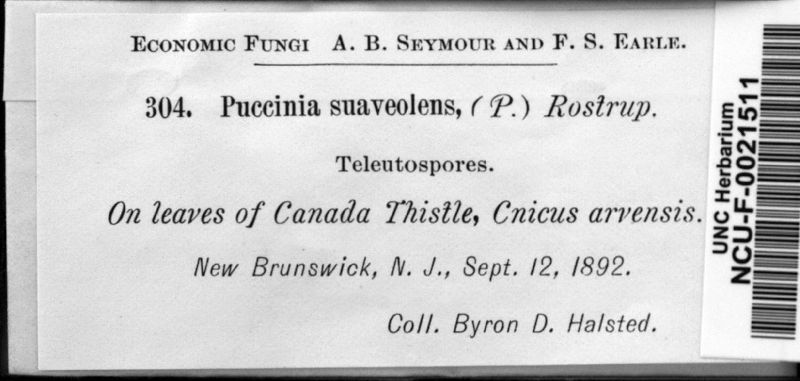 ECONOMIC FUNGI A. B. SEYMOUR AND F. S. EARLE.
304. Puccinia suaveolens, (P.) Rostrup.
Teleutospores.
On leaves of Canada Thistle, Cnicus arvensis.
New Brunswick, N. J., Sept. 12, 1892.
Coll. Byron D. Halsted.
UNC Herbarium
NCU-F-0021511